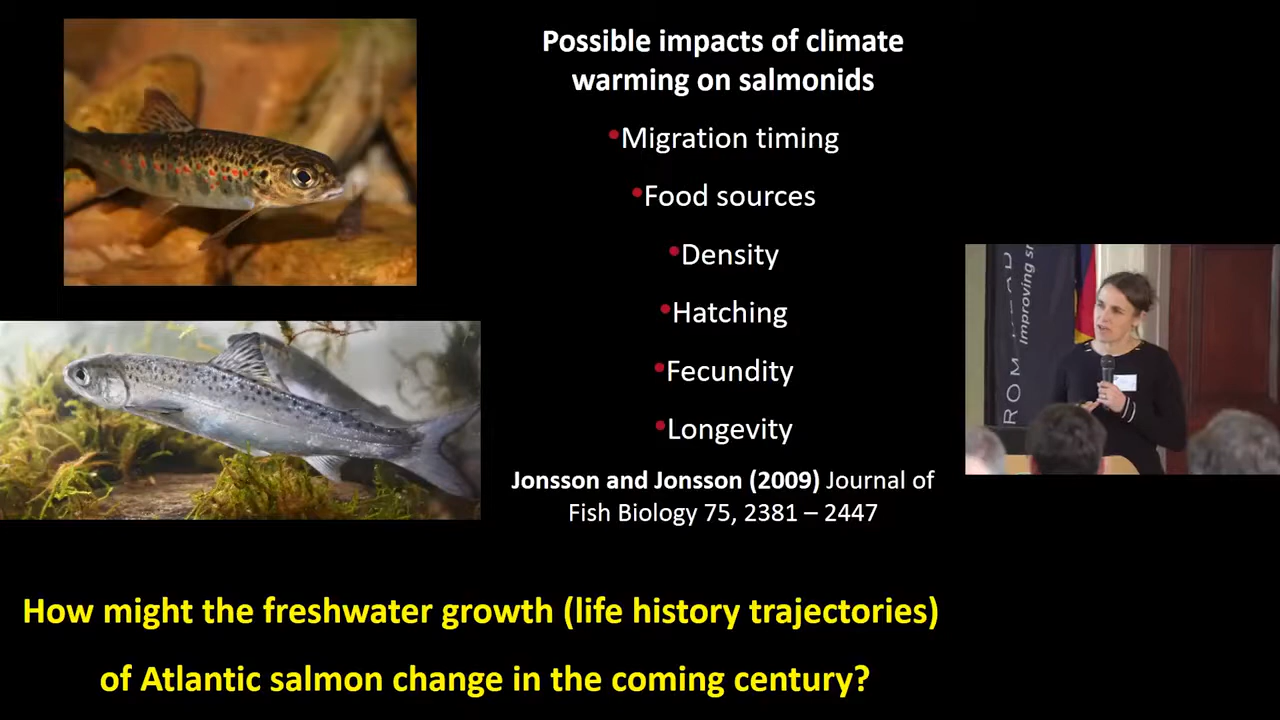 Possible impacts of climate
warming on salmonids
•Migration timing
•Food sources
•Density
•Hatching
•Fecundity
•Longevity
Jonsson and Jonsson (2009) Journal of
Fish Biology 75, 2381 – 2447
How might the freshwater growth (life history trajectories)
of Atlantic salmon change in the coming century?
ROM
Improving